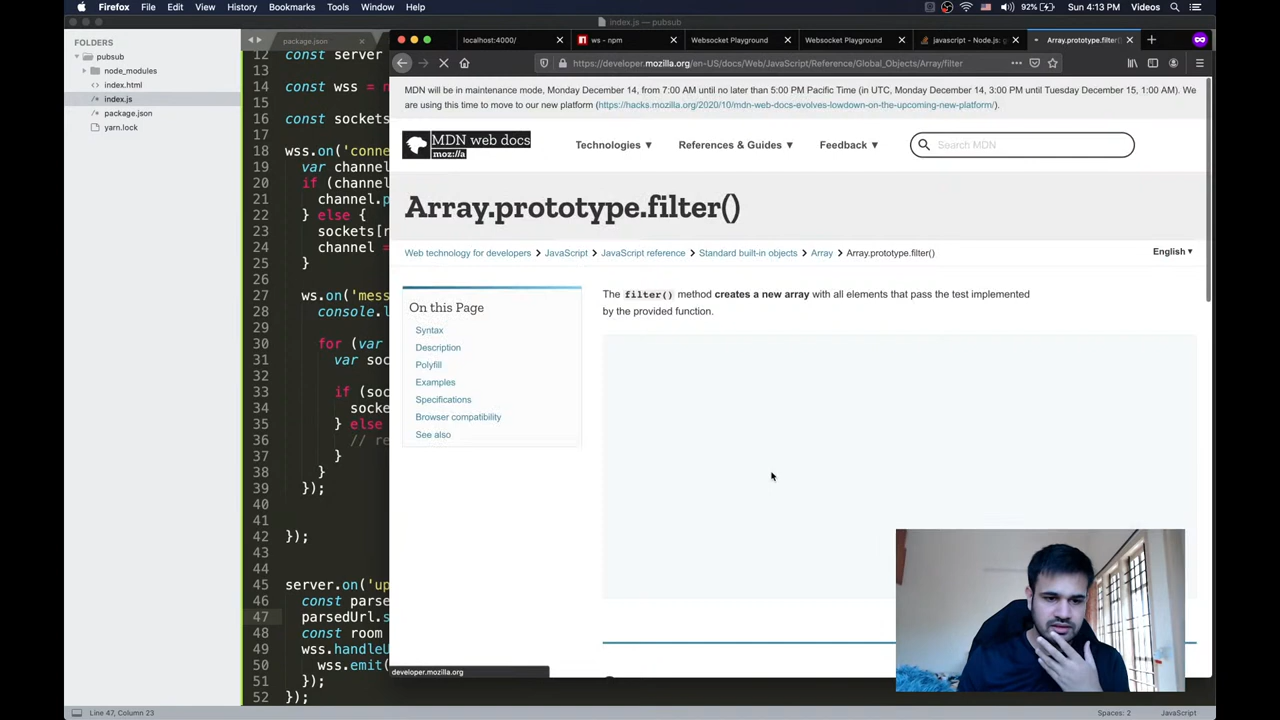 Firefox File Edit View History Bookmarks Tools Window Help 92% Sun 4:13 PM Videos
index.js — pubsub
FOLDERS
pubsub
node_modules
index.html
index.js
package.json
yarn.lock
package.json
localhost:4000/
ws - npm
Websocket Playground
Websocket Playground
javascript - Node.js: g
Array.prototype.filter()
https://developer.mozilla.org/en-US/docs/Web/JavaScript/Reference/Global_Objects/Array/filter
12 const server
13
14 const wss = n
15
16 const sockets
17
18 wss.on('conne
19 var channel
20 if (channel
21 channel.p
22 } else {
23 sockets[r
24 channel =
25 }
26
27 ws.on('mess
28 console.l
29
30 for (var
31 var soc
32
33 if (soc
34 socke
35 } else
36 // re
37 }
38 }
39 });
40
41
42 });
43
44
45 server.on('up
46 const parse
47 parsedUrl.s
48 const room
49 wss.handleU
50 wss.emit(
51 });
52 });
MDN will be in maintenance mode, Monday December 14, from 7:00 AM until no later than 5:00 PM Pacific Time (in UTC, Monday December 14, 3:00 PM until Tuesday December 15, 1:00 AM). We
are using this time to move to our new platform (https://hacks.mozilla.org/2020/10/mdn-web-docs-evolves-lowdown-on-the-upcoming-new-platform/).
MDN web docs
moz://a
Technologies ▼ References & Guides ▼ Feedback ▼
Search MDN
Array.prototype.filter()
Web technology for developers > JavaScript > JavaScript reference > Standard built-in objects > Array > Array.prototype.filter()
English ▼
On this Page
Syntax
Description
Polyfill
Examples
Specifications
Browser compatibility
See also
The filter() method creates a new array with all elements that pass the test implemented
by the provided function.
developer.mozilla.org
Line 47, Column 23
Spaces: 2
JavaScript